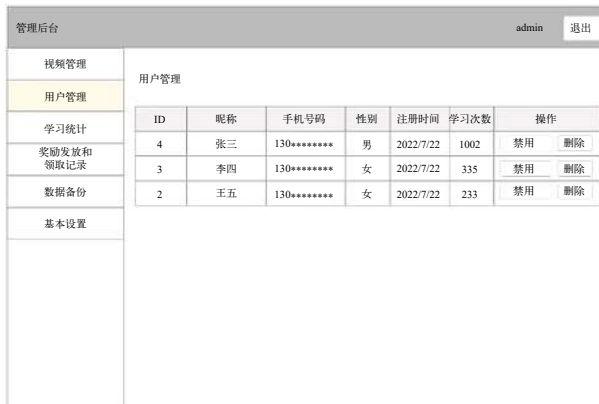 管理后台 admin 退出
视频管理
用户管理
学习统计
奖励发放和
领取记录
数据备份
基本设置
用户管理
ID 昵称 手机号码 性别 注册时间 学习次数 操作
4 张三 130******** 男 2022/7/22 1002 禁用 删除
3 李四 130******** 女 2022/7/22 335 禁用 删除
2 王五 130******** 女 2022/7/22 233 禁用 删除